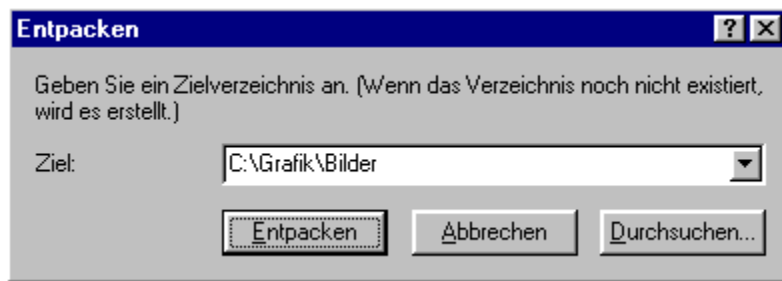 Entpacken
Geben Sie ein Zielverzeichnis an. (Wenn das Verzeichnis noch nicht existiert,
wird es erstellt.)
Ziel: C:\Grafik\Bilder
Entpacken Abbrechen Durchsuchen...